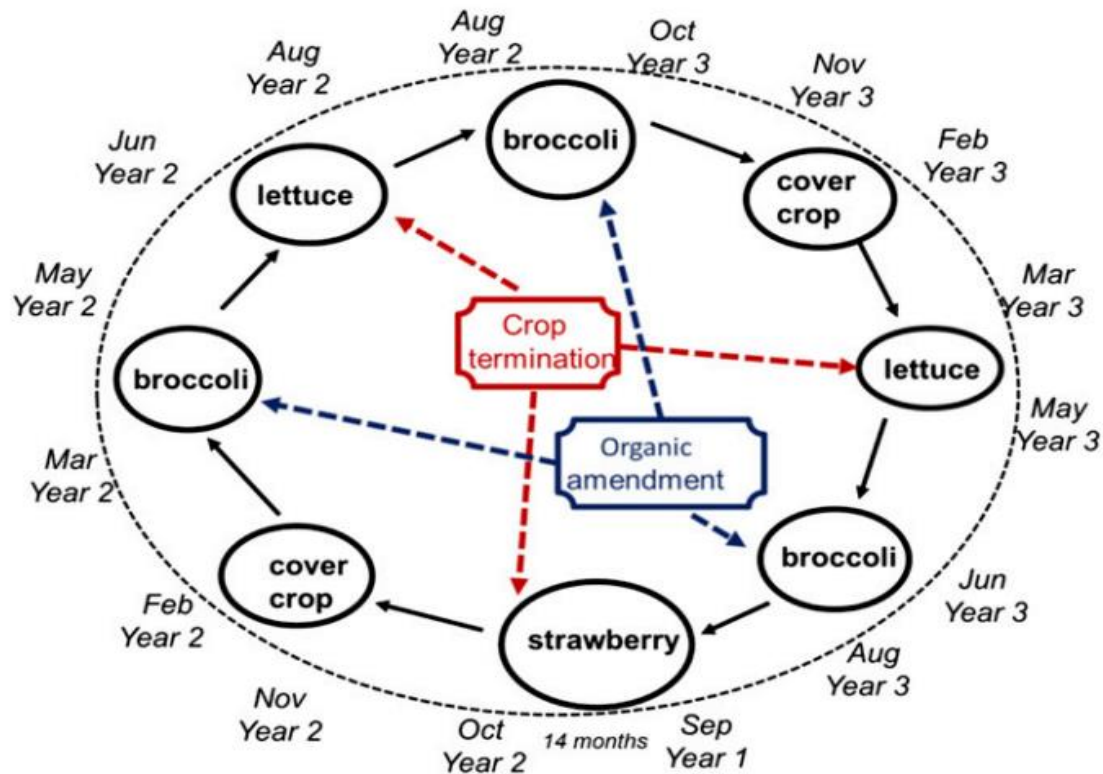 Aug
Year 2
Oct
Year 3
Aug
Year 2
Nov
Year 3
Jun
Year 2
broccoli
Feb
Year 3
lettuce
cover
crop
May
Year 2
Mar
Year 3
Crop
termination
broccoli
lettuce
May
Year 3
Organic
amendment
Mar
Year 2
broccoli
Jun
Year 3
cover
crop
Feb
Year 2
strawberry
Aug
Year 3
Nov
Year 2
Oct
Year 2
14 months
Sep
Year 1